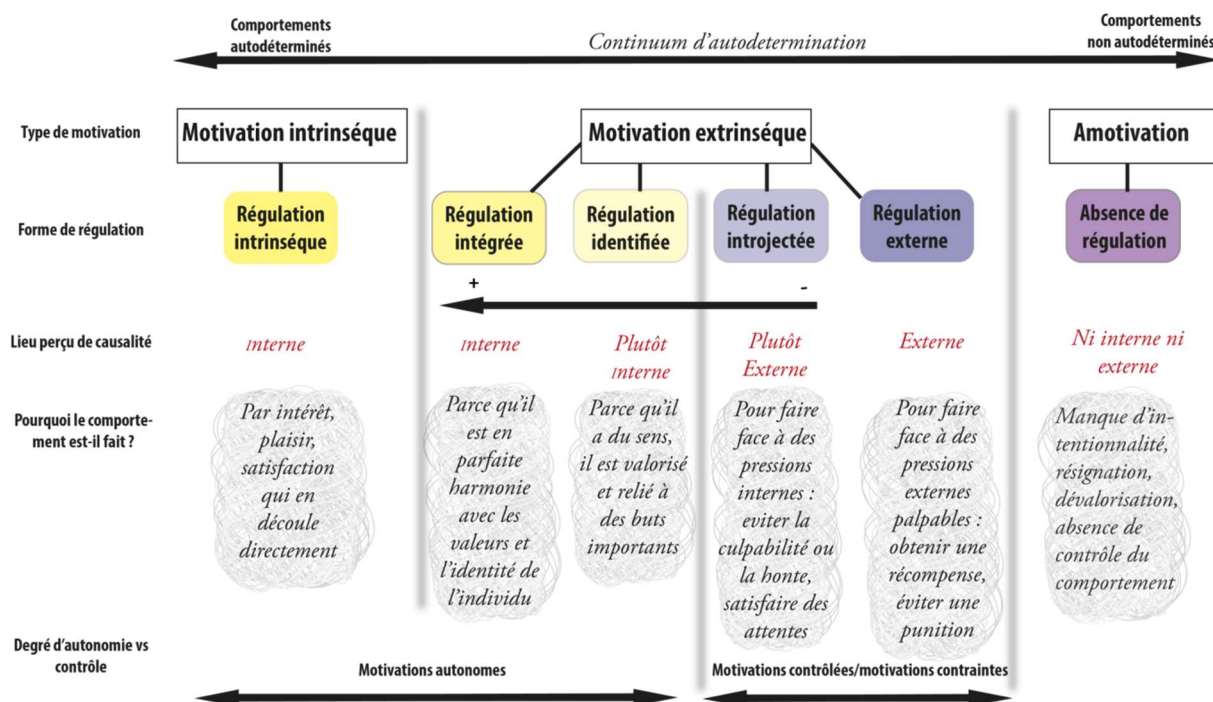 Comportements
autodéterminés
Continuum d'autodetermination
Comportements
non autodéterminés
Type de motivation
Motivation intrinséque
Motivation extrinséque
Amotivation
Forme de régulation
Régulation
intrinséque
Régulation
intégrée
Régulation
identifiée
Régulation
introjectée
Régulation
externe
Absence de
régulation
+
-
Lieu perçu de causalité
Interne
Interne
Plutôt
Interne
Plutôt
Externe
Externe
Ni interne ni
externe
Pourquoi le comporte-
ment est-il fait ?
Par intérêt,
plaisir,
satisfaction
qui en
découle
directement
Parce qu'il
est en
parfaite
harmonie
avec les
valeurs et
l'identité de
l'individu
Parce qu'il
a du sens,
il est valorisé
et relié à
des buts
importants
Pour faire
face à des
pressions
internes :
eviter la
culpabilité ou
la honte,
satisfaire des
attentes
Pour faire
face à des
pressions
externes
palpables :
obtenir une
récompense,
éviter une
punition
Manque d'in-
tentionnalité,
résignation,
dévalorisation,
absence de
contrôle du
comportement
Degré d'autonomie vs
contrôle
Motivations autonomes
Motivations contrôlées/motivations contraintes